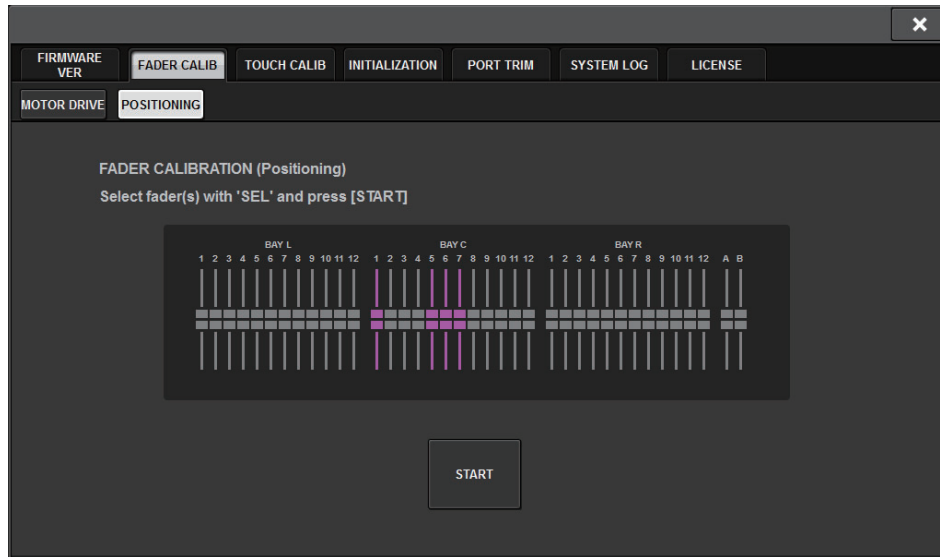 FIRMWARE VER FADER CALIB TOUCH CALIB INITIALIZATION PORT TRIM SYSTEM LOG LICENSE
MOTOR DRIVE POSITIONING
FADER CALIBRATION (Positioning)
Select fader(s) with 'SEL' and press [START]
BAY L BAY C BAY R
1 2 3 4 5 6 7 8 9 10 11 12 1 2 3 4 5 6 7 8 9 10 11 12 1 2 3 4 5 6 7 8 9 10 11 12 A B
START